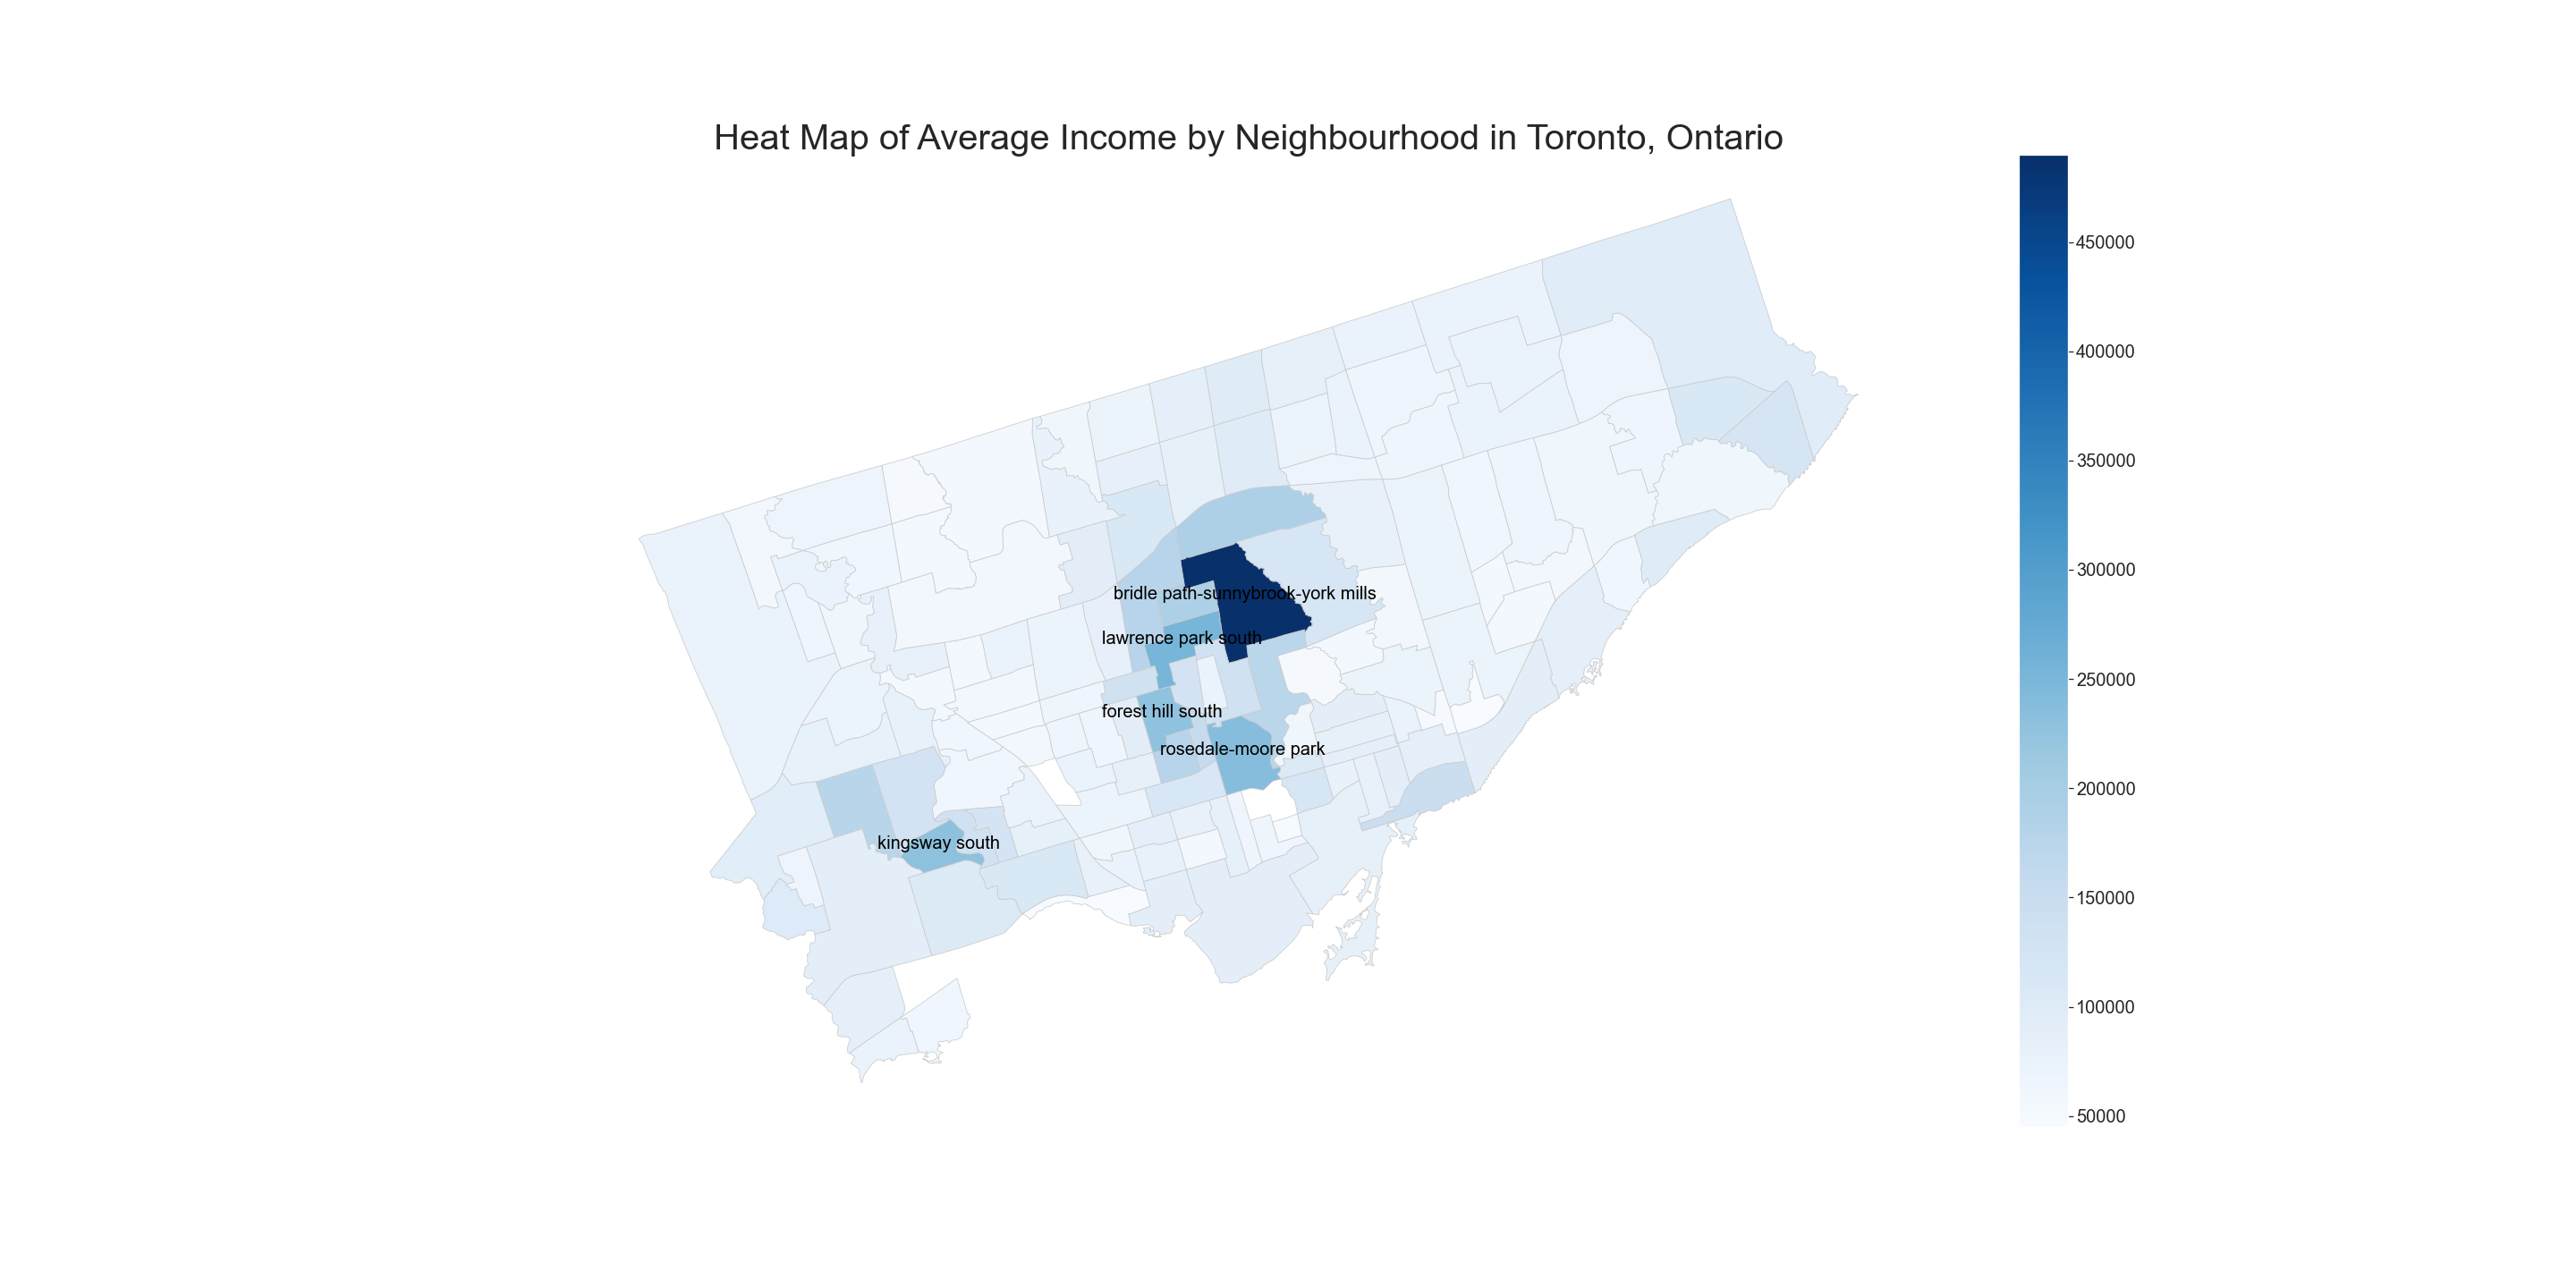 Heat Map of Average Income by Neighbourhood in Toronto, Ontario
450000
400000
350000
300000
250000
200000
150000
100000
50000
bridle path-sunnybrook-york mills
lawrence park south
forest hill south
rosedale-moore park
kingsway south